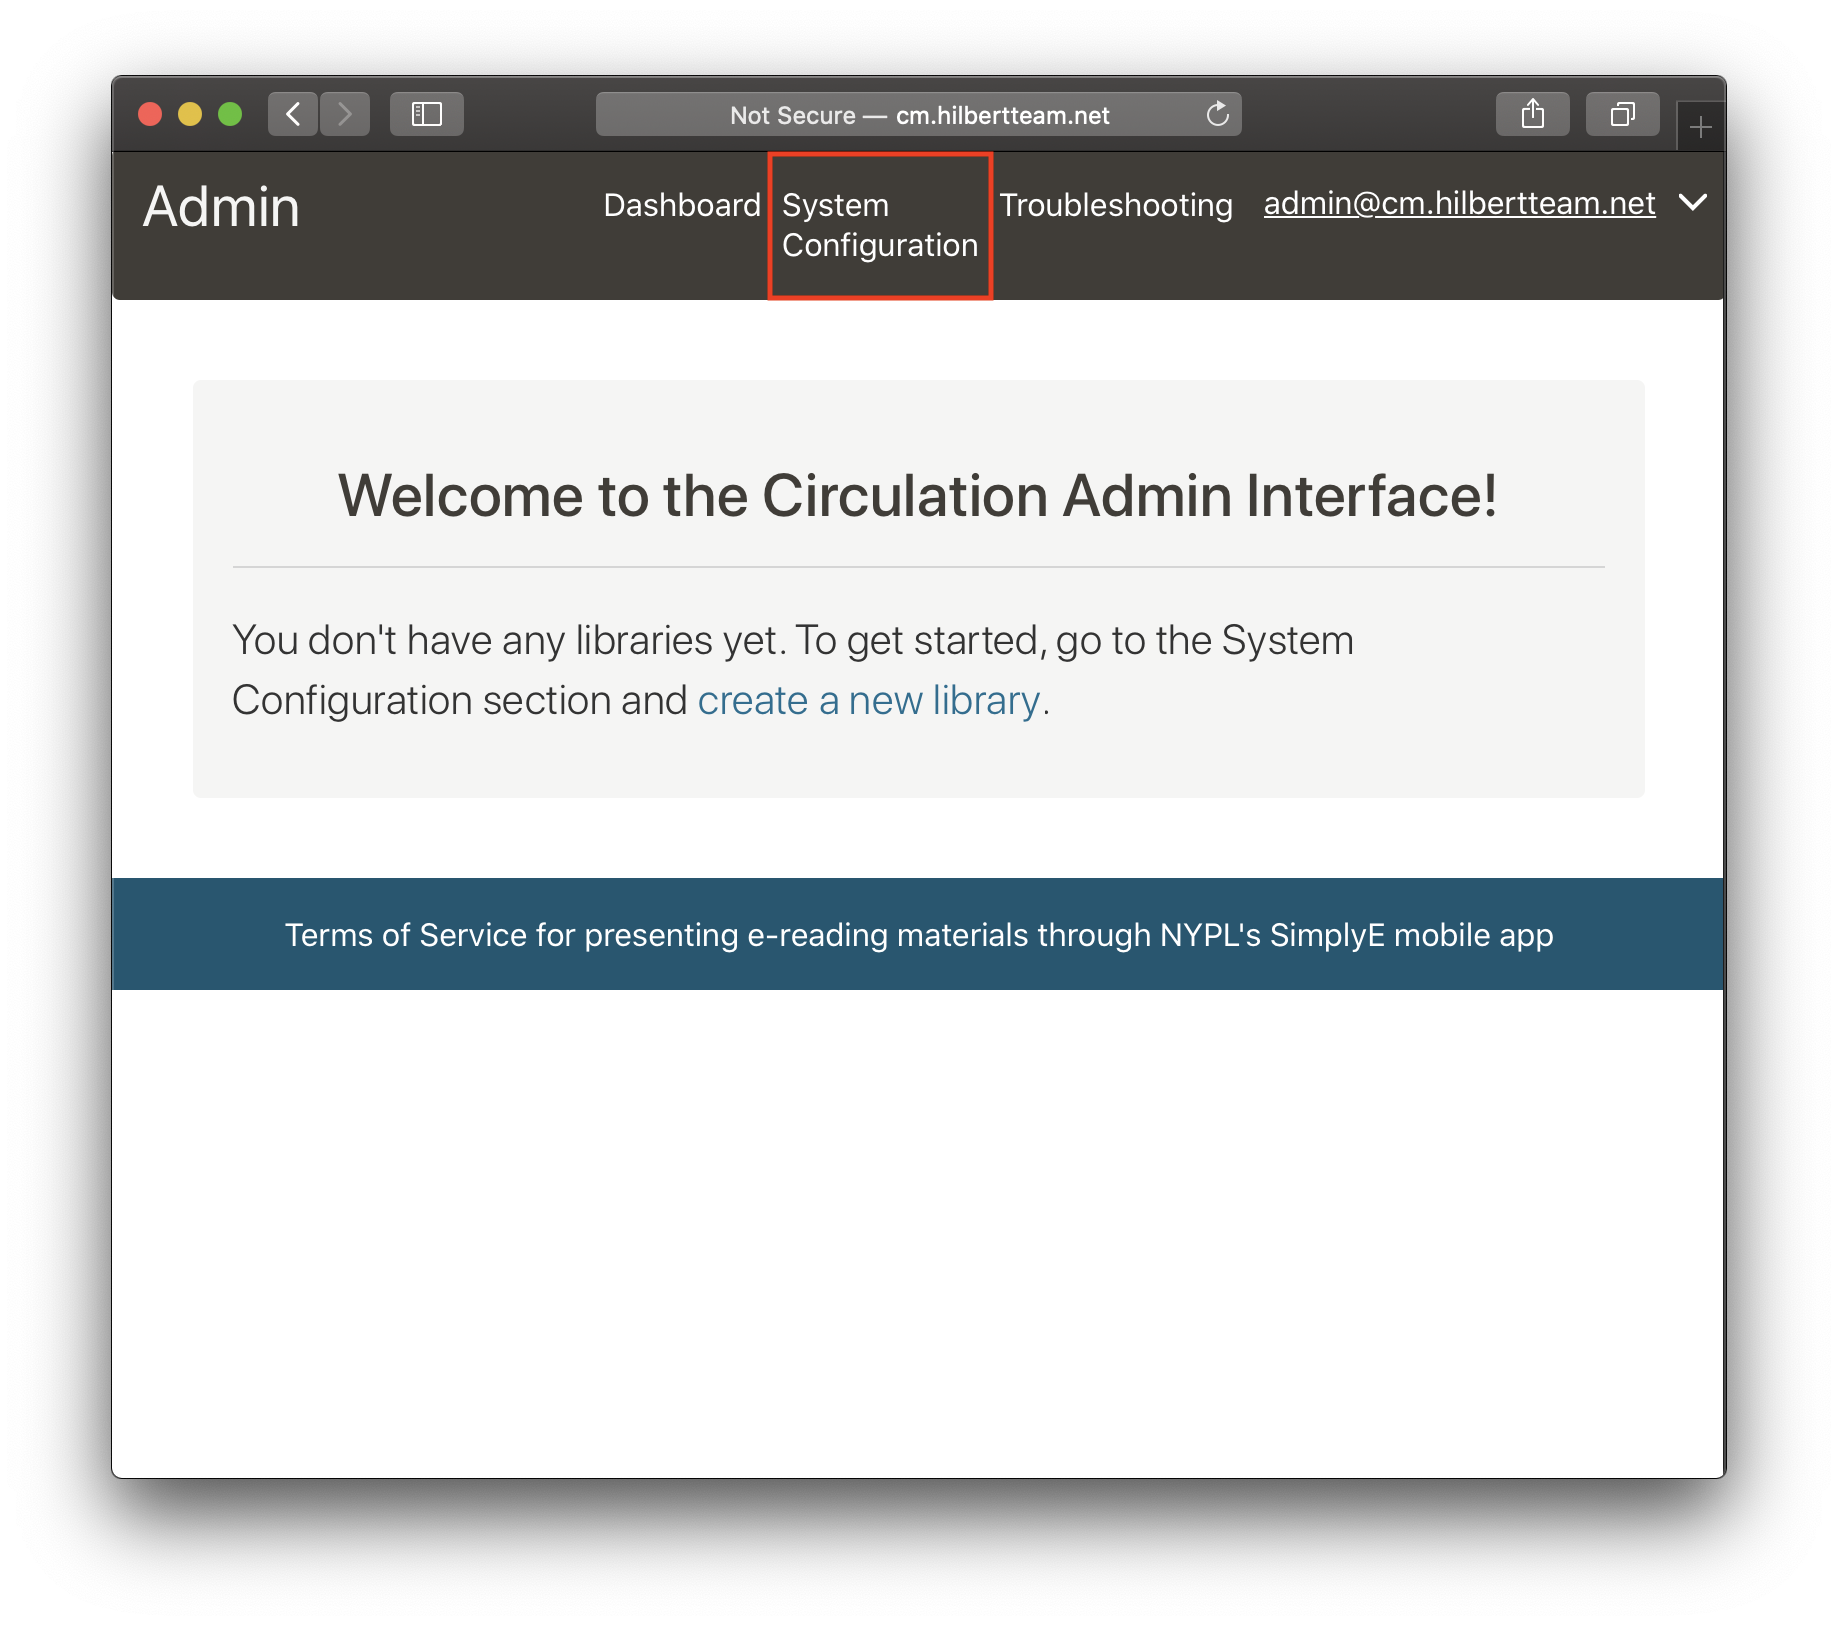 Not Secure — cm.hilbertteam.net
Admin
Dashboard
System
Configuration
Troubleshooting
admin@cm.hilbertteam.net
Welcome to the Circulation Admin Interface!
You don't have any libraries yet. To get started, go to the System
Configuration section and create a new library.
Terms of Service for presenting e-reading materials through NYPL's SimplyE mobile app